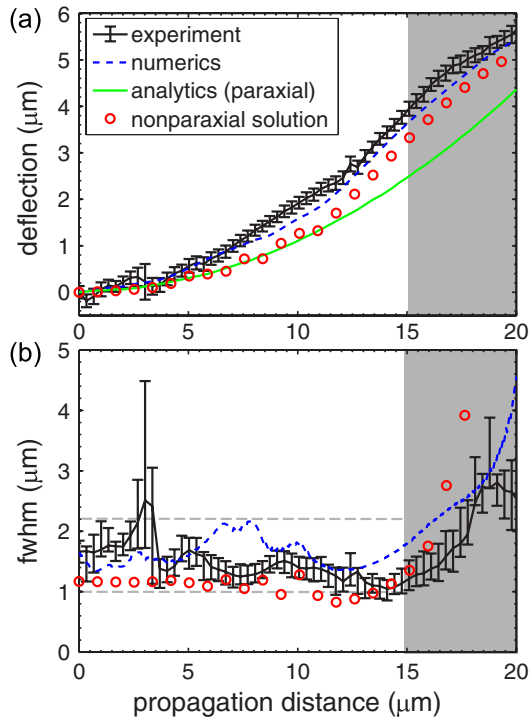 (a)
6
5
4
3
2
1
0
deflection (μm)
experiment
numerics
analytics (paraxial)
nonparaxial solution
0
5
10
15
20
(b)
5
4
3
2
1
0
fwhm (μm)
0
5
10
15
20
propagation distance (μm)